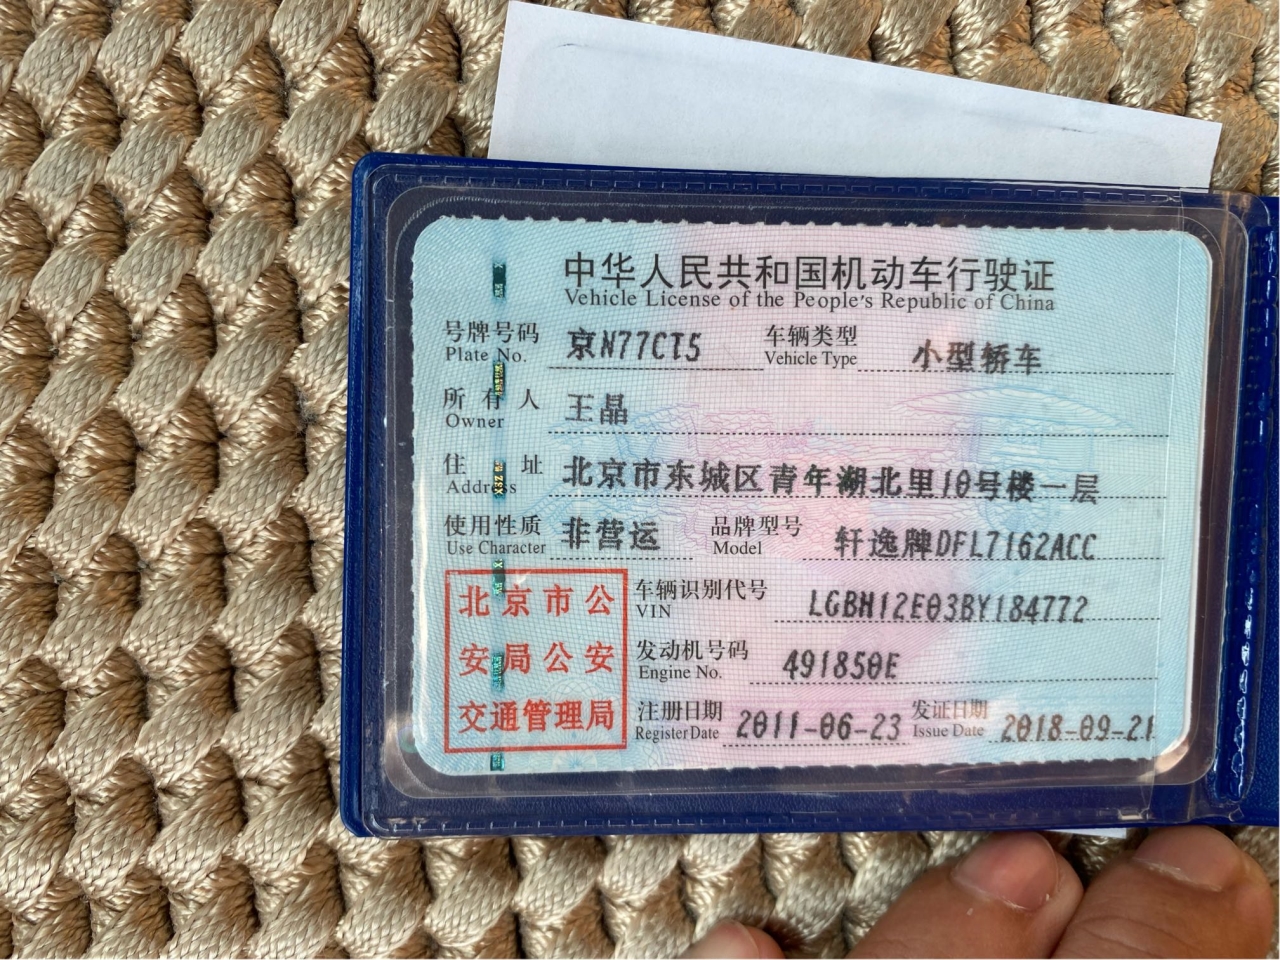 中华人民共和国机动车行驶证
Vehicle License of the People's Republic of China
号牌号码 京N77CT5 车辆类型 小型轿车
Plate No. Vehicle Type
所有人 王晶
Owner
住址 北京市东城区青年湖北里10号楼一层
Address
使用性质 非营运 品牌型号 轩逸牌DFL7162ACC
Use Character Model
北京市公
安局公安
交通管理局
车辆识别代号 LGBH12E03BY184772
VIN
发动机号码 491850E
Engine No.
注册日期 2011-06-23 发证日期 2018-09-21
Register Date Issue Date